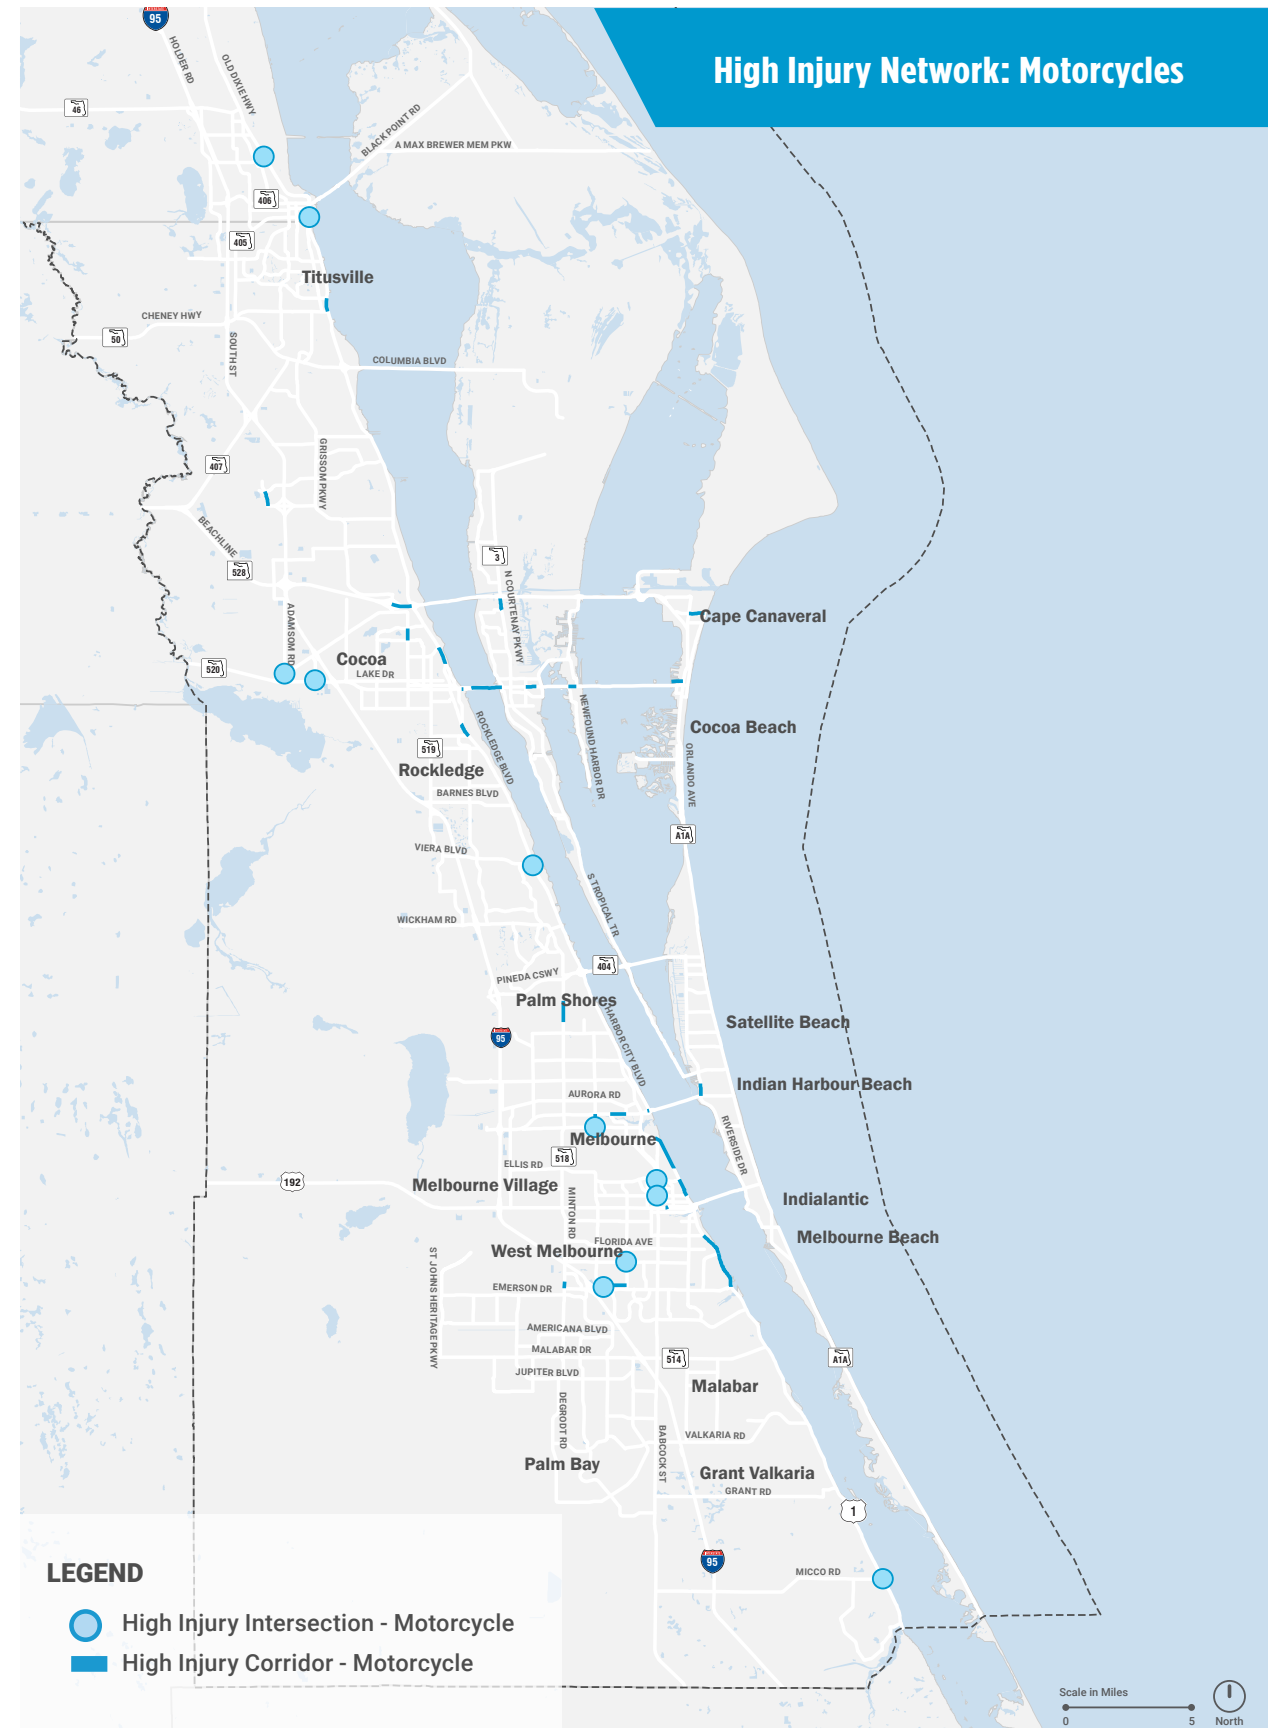 High Injury Network: Motorcycles
95
HOLDER RD
OLD DIXIE HWY
46
BLACK POINT RD
A MAX BREWER MEM PKW
406
405
Titusville
CHENEY HWY
50
SOUTH ST
COLUMBIA BLVD
GRISSOM PKWY
407
BEACHLINE
528
3
N COURTENAY PKWY
ADAMSOM RD
Cape Canaveral
Cocoa
520
LAKE DR
NEWFOUND HARBOR DR
ROCKLEDGE BLVD
Cocoa Beach
ORLANDO AVE
519
Rockledge
BARNES BLVD
A1A
VIERA BLVD
S TROPICAL TR
WICKHAM RD
404
PINEDA CSWY
Palm Shores
HARBOR CITY BLVD
Satellite Beach
95
Indian Harbour Beach
AURORA RD
RIVERSIDE DR
Melbourne
518
ELLIS RD
192
Melbourne Village
MINTON RD
Indialantic
Melbourne Beach
FLORIDA AVE
West Melbourne
ST JOHNS HERITAGE PKWY
EMERSON DR
AMERICANA BLVD
MALABAR DR
514
A1A
JUPITER BLVD
Malabar
DEGRODT RD
BABCOCK ST
VALKARIA RD
Palm Bay
Grant Valkaria
GRANT RD
1
95
MICCO RD
LEGEND
High Injury Intersection - Motorcycle
High Injury Corridor - Motorcycle
Scale in Miles
0 5
North